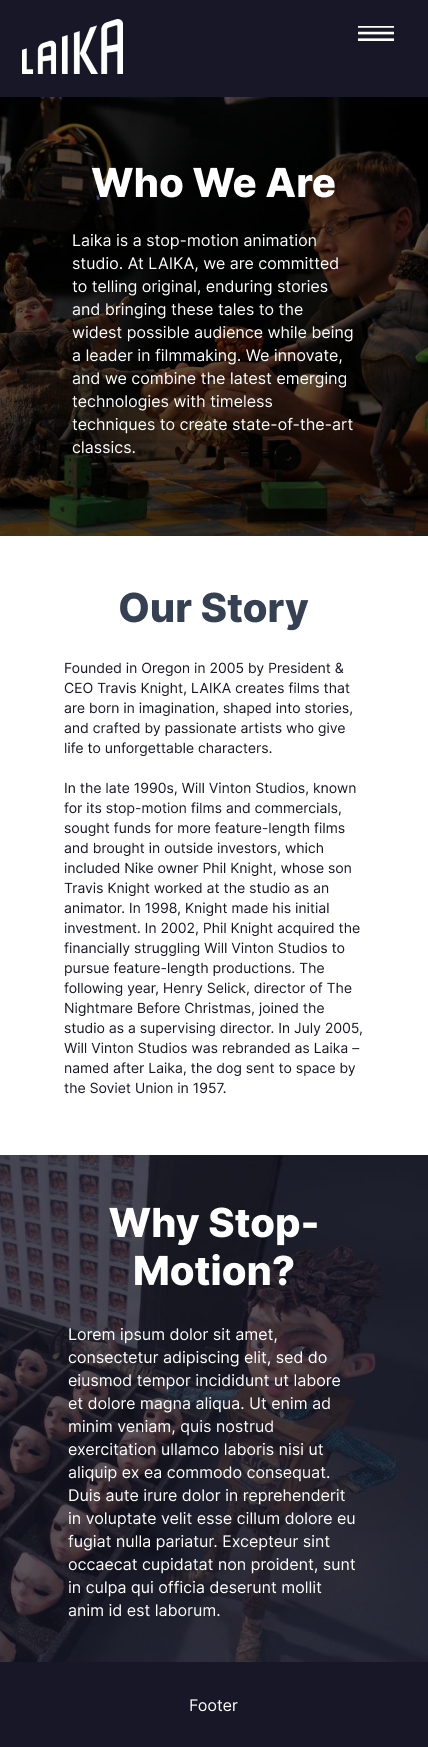 LAIKA
Who We Are
Laika is a stop-motion animation
studio. At LAIKA, we are committed
to telling original, enduring stories
and bringing these tales to the
widest possible audience while being
a leader in filmmaking. We innovate,
and we combine the latest emerging
technologies with timeless
techniques to create state-of-the-art
classics.
Our Story
Founded in Oregon in 2005 by President &
CEO Travis Knight, LAIKA creates films that
are born in imagination, shaped into stories,
and crafted by passionate artists who give
life to unforgettable characters.
In the late 1990s, Will Vinton Studios, known
for its stop-motion films and commercials,
sought funds for more feature-length films
and brought in outside investors, which
included Nike owner Phil Knight, whose son
Travis Knight worked at the studio as an
animator. In 1998, Knight made his initial
investment. In 2002, Phil Knight acquired the
financially struggling Will Vinton Studios to
pursue feature-length productions. The
following year, Henry Selick, director of The
Nightmare Before Christmas, joined the
studio as a supervising director. In July 2005,
Will Vinton Studios was rebranded as Laika –
named after Laika, the dog sent to space by
the Soviet Union in 1957.
Why Stop-
Motion?
Lorem ipsum dolor sit amet,
consectetur adipiscing elit, sed do
eiusmod tempor incididunt ut labore
et dolore magna aliqua. Ut enim ad
minim veniam, quis nostrud
exercitation ullamco laboris nisi ut
aliquip ex ea commodo consequat.
Duis aute irure dolor in reprehenderit
in voluptate velit esse cillum dolore eu
fugiat nulla pariatur. Excepteur sint
occaecat cupidatat non proident, sunt
in culpa qui officia deserunt mollit
anim id est laborum.
Footer